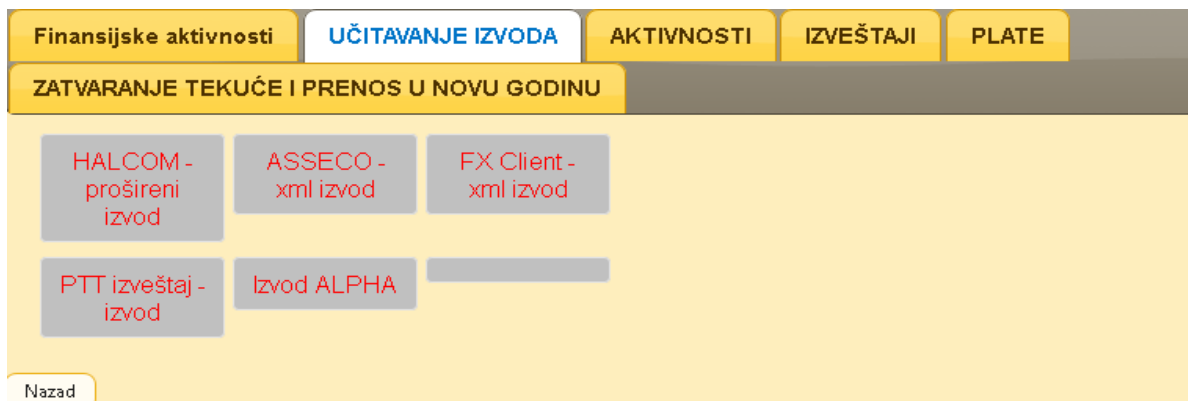 Finansijske aktivnosti UČITAVANJE IZVODA AKTIVNOSTI IZVEŠTAJI PLATE
ZATVARANJE TEKUĆE I PRENOS U NOVU GODINU
HALCOM - ASSECO - FX Client -
prošireni xml izvod xml izvod
izvod
PTT izveštaj - Izvod ALPHA
izvod
Nazad